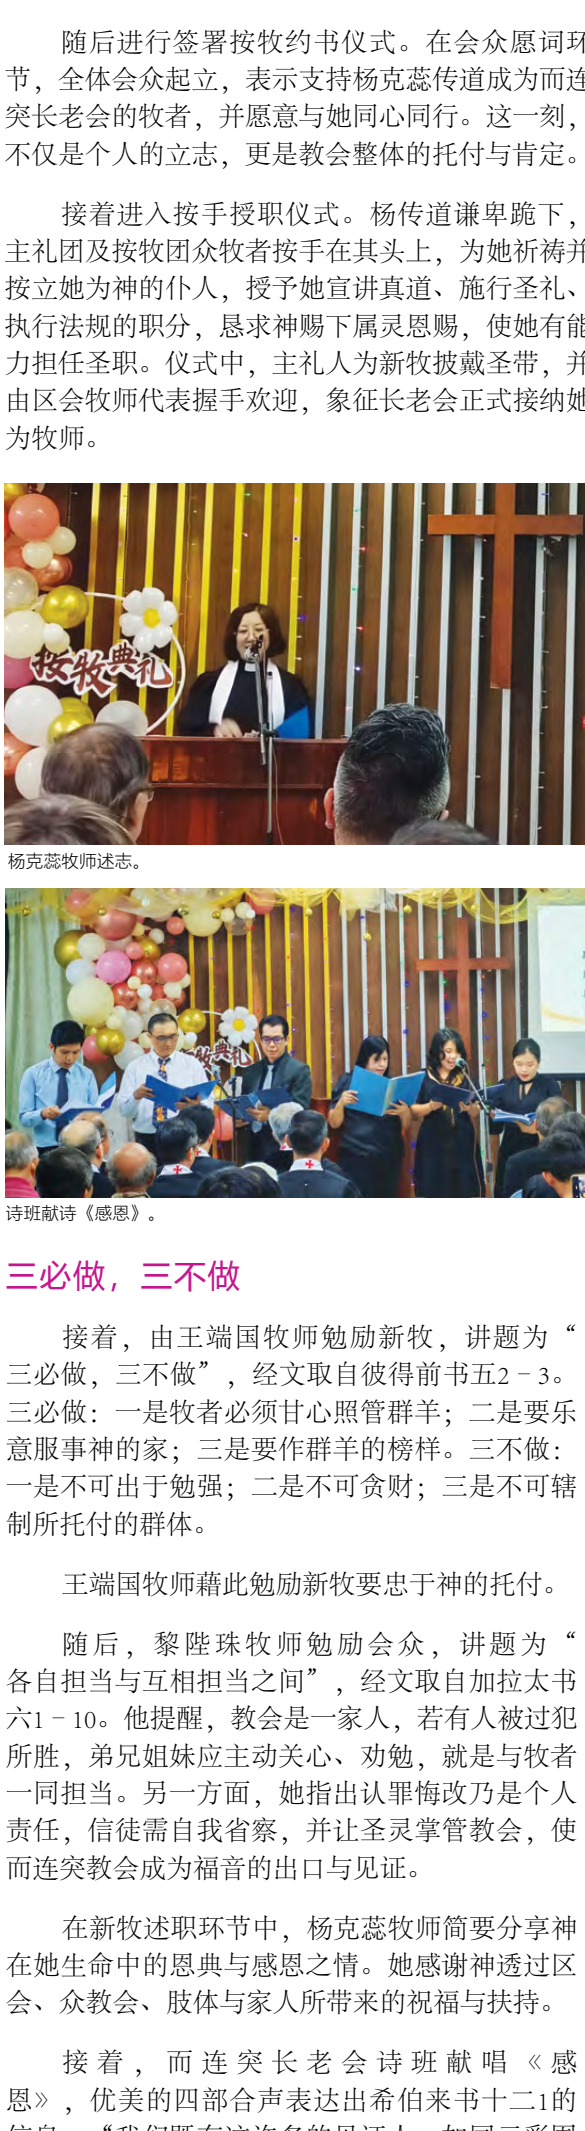 随后进行签署按牧约书仪式。在会众愿词环
节，全体会众起立，表示支持杨克蕊传道成为而连
突长老会的牧者，并愿意与她同心同行。这一刻，
不仅是个人的立志，更是教会整体的托付与肯定。
接着进入按手授职仪式。杨传道谦卑跪下，
主礼团及按牧团众牧者按手在其头上，为她祈祷并
按立她为神的仆人，授予她宣讲真道、施行圣礼、
执行法规的职分，恳求神赐下属灵恩赐，使她有能
力担任圣职。仪式中，主礼人为新牧披戴圣带，并
由区会牧师代表握手欢迎，象征长老会正式接纳她
为牧师。
按牧典礼
杨克蕊牧师述志。
牧典礼
诗班献诗《感恩》。
三必做，三不做
接着，由王端国牧师勉励新牧，讲题为“
三必做，三不做”，经文取自彼得前书五2–3。
三必做：一是牧者必须甘心照管群羊；二是要乐
意服事神的家；三是要作群羊的榜样。三不做：
一是不可出于勉强；二是不可贪财；三是不可辖
制所托付的群体。
王端国牧师藉此勉励新牧要忠于神的托付。
随后，黎陛珠牧师勉励会众，讲题为“
各自担当与互相担当之间”，经文取自加拉太书
六1–10。他提醒，教会是一家人，若有人被过犯
所胜，弟兄姐妹应主动关心、劝勉，就是与牧者
一同担当。另一方面，她指出认罪悔改乃是个人
责任，信徒需自我省察，并让圣灵掌管教会，使
而连突教会成为福音的出口与见证。
在新牧述职环节中，杨克蕊牧师简要分享神
在她生命中的恩典与感恩之情。她感谢神透过区
会、众教会、肢体与家人所带来的祝福与扶持。
接着，而连突长老会诗班献唱《感
恩》，优美的四部合声表达出希伯来书十二1的